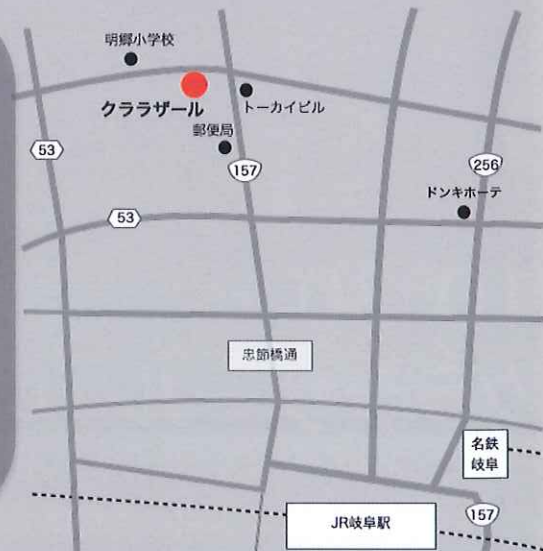 明郷小学校
クララザール
トーカイビル
郵便局
53
157
256
ドンキホーテ
53
忠節橋通
名鉄
岐阜
JR岐阜駅
157